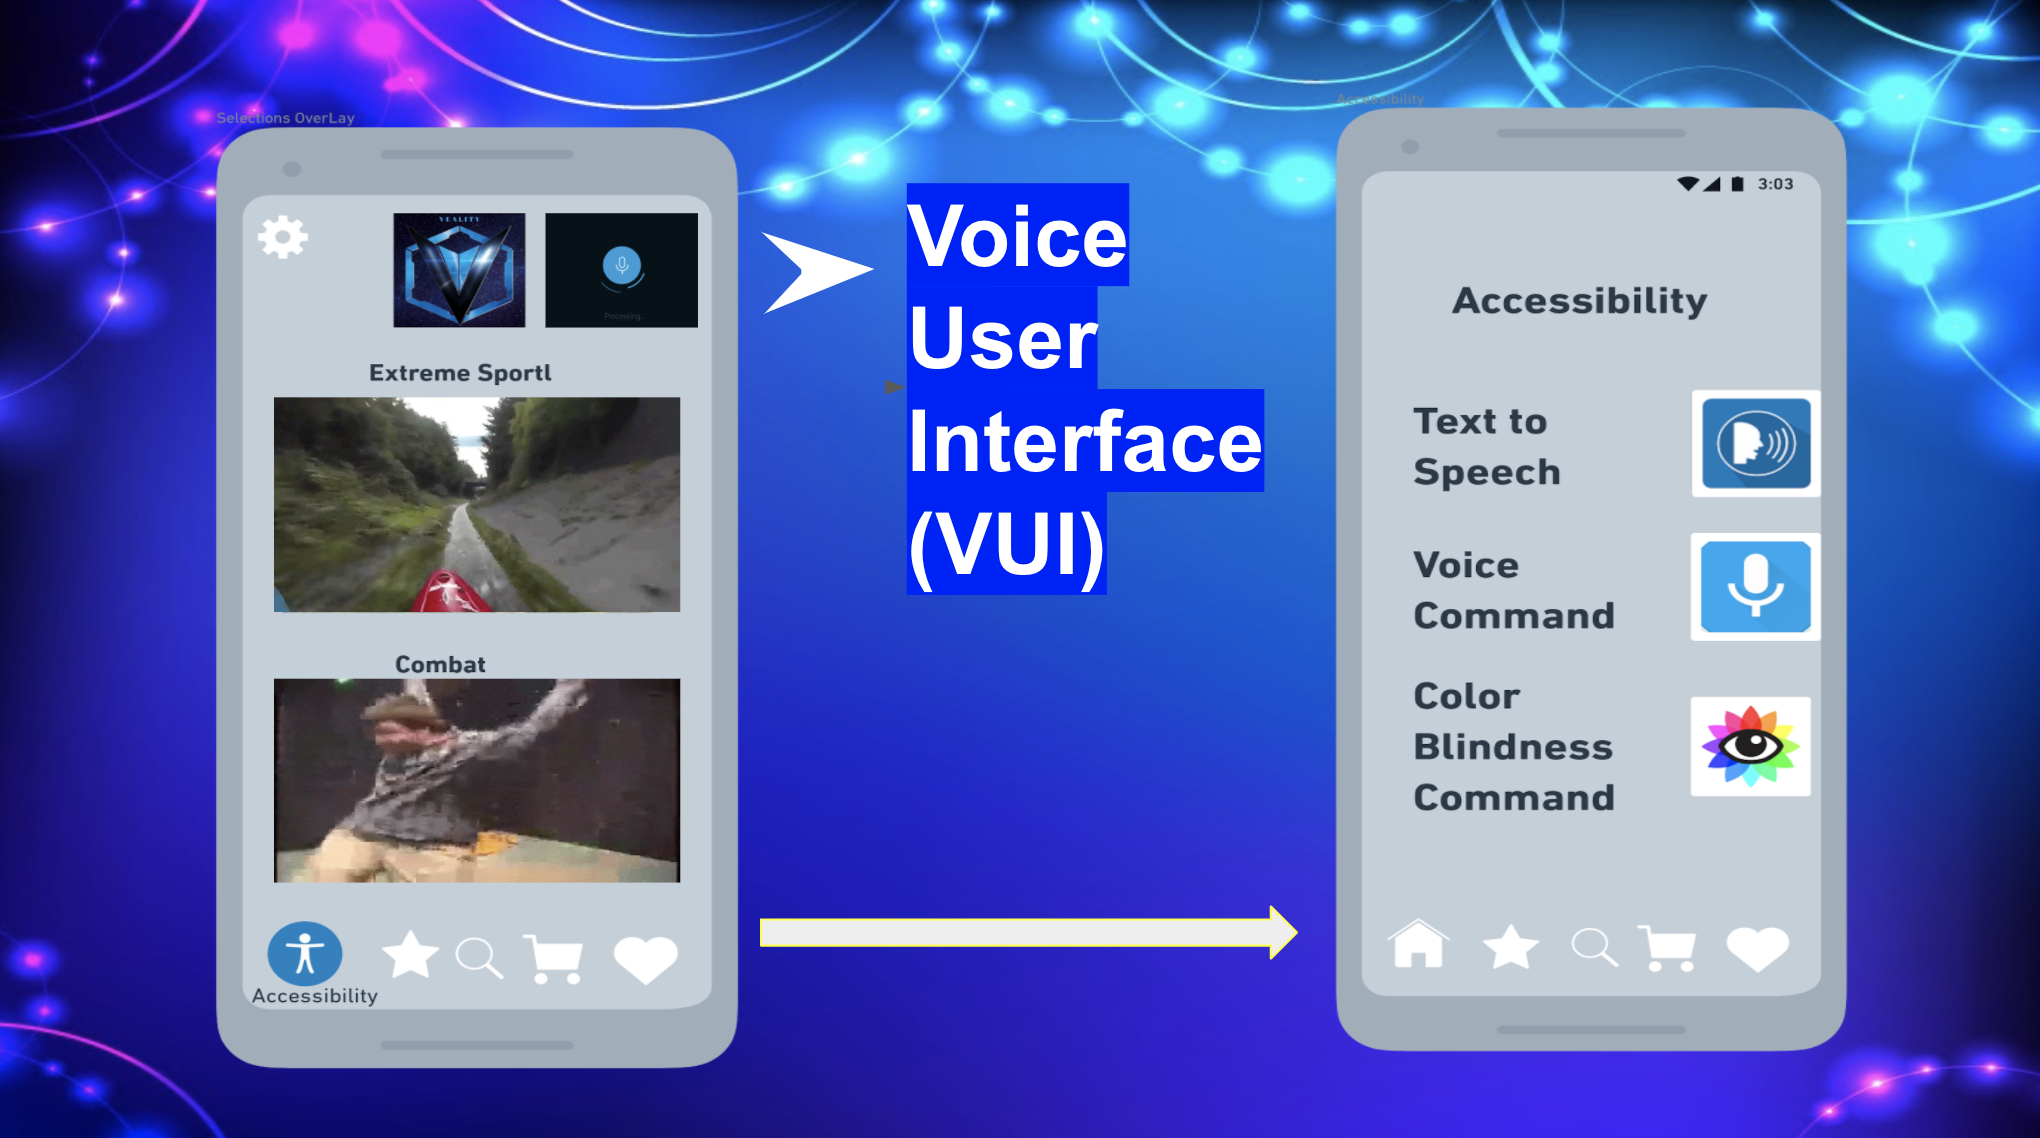 Selections OverLay
VEALITY
Processing...
Extreme Sportl
Combat
Accessibility
Voice
User
Interface
(VUI)
Accessibility
3:03
Accessibility
Text to
Speech
Voice
Command
Color
Blindness
Command